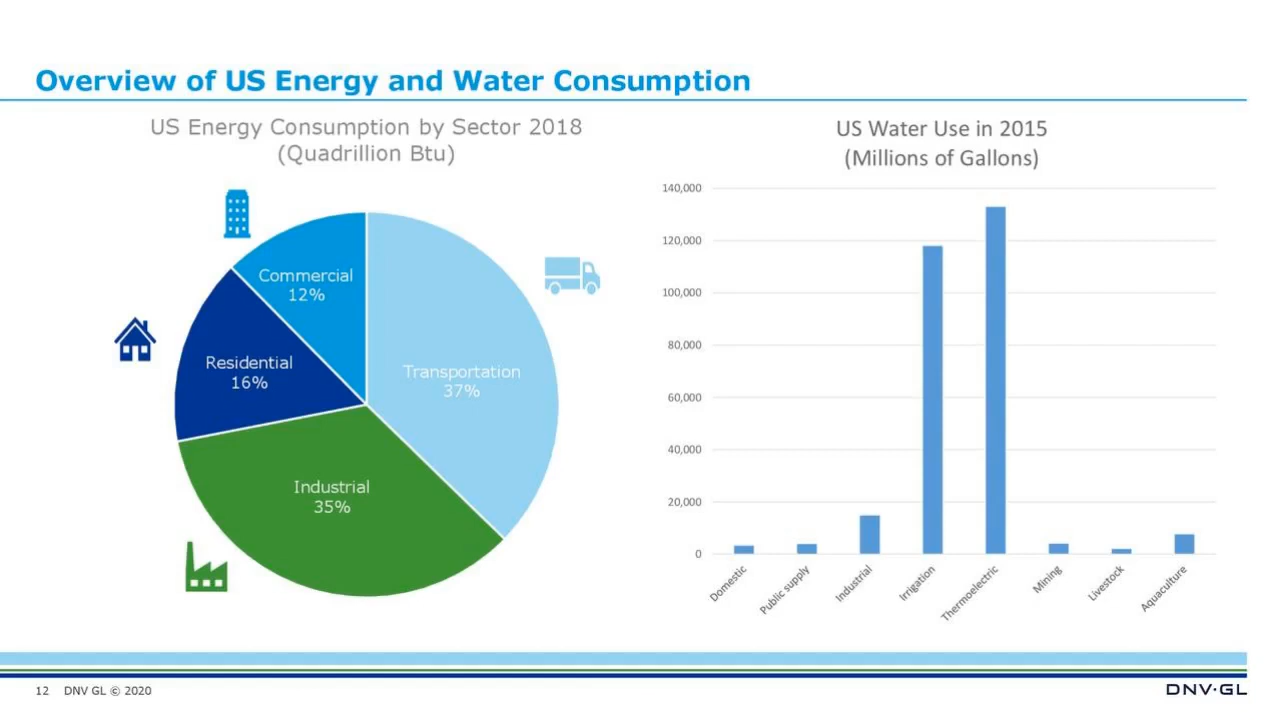 Overview of US Energy and Water Consumption
US Energy Consumption by Sector 2018
(Quadrillion Btu)
Commercial
12%
Residential
16%
Transportation
37%
Industrial
35%
US Water Use in 2015
(Millions of Gallons)
140,000
120,000
100,000
80,000
60,000
40,000
20,000
0
Domestic
Public supply
Industrial
Irrigation
Thermoelectric
Mining
Livestock
Aquaculture
12 DNV GL © 2020
DNV·GL